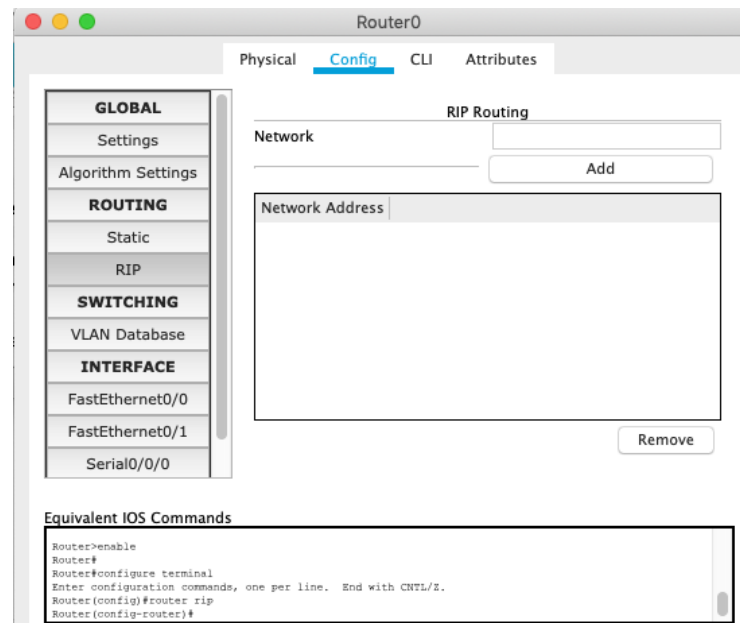 Router0
Physical Config CLI Attributes
GLOBAL
Settings
Algorithm Settings
ROUTING
Static
RIP
SWITCHING
VLAN Database
INTERFACE
FastEthernet0/0
FastEthernet0/1
Serial0/0/0
RIP Routing
Network
Add
Network Address
Remove
Equivalent IOS Commands
Router>enable
Router#
Router#configure terminal
Enter configuration commands, one per line. End with CNTL/Z.
Router(config)#router rip
Router(config-router)#